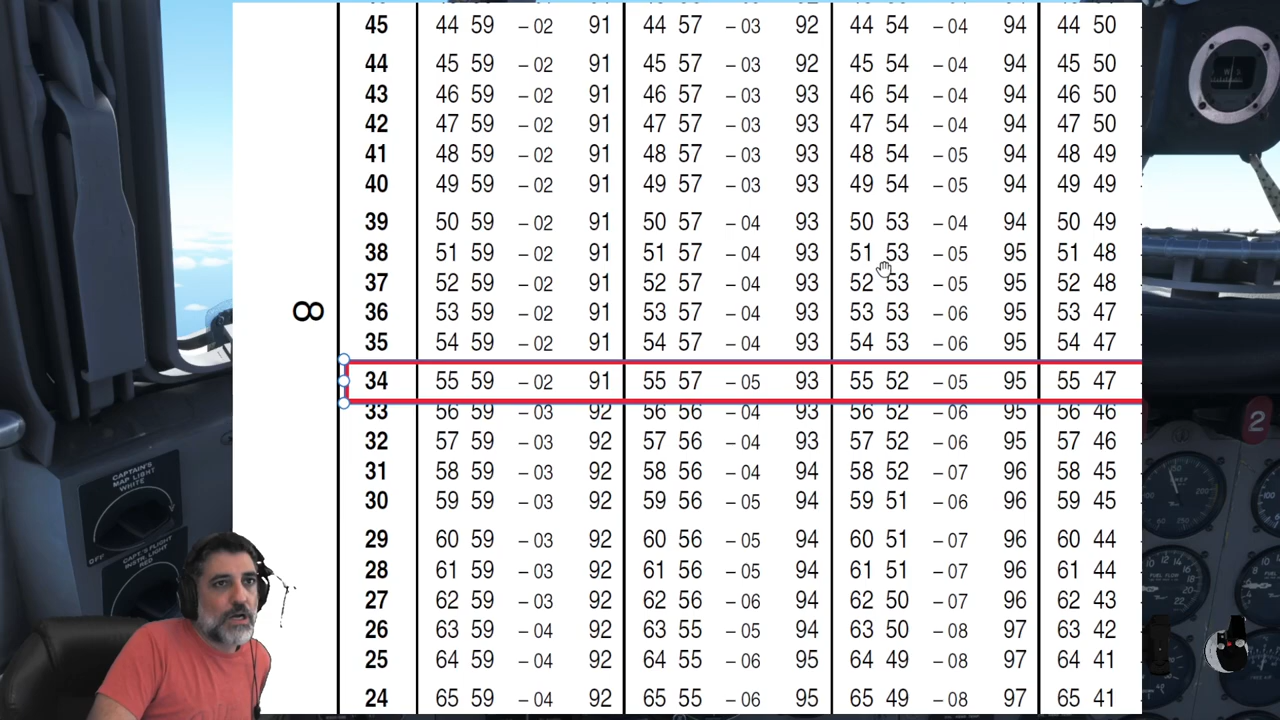 45 44 59 – 02 91 44 57 – 03 92 44 54 – 04 94 44 50
44 45 59 – 02 91 45 57 – 03 92 45 54 – 04 94 45 50
43 46 59 – 02 91 46 57 – 03 93 46 54 – 04 94 46 50
42 47 59 – 02 91 47 57 – 03 93 47 54 – 04 94 47 50
41 48 59 – 02 91 48 57 – 03 93 48 54 – 05 94 48 49
40 49 59 – 02 91 49 57 – 03 93 49 54 – 05 94 49 49
39 50 59 – 02 91 50 57 – 04 93 50 53 – 04 94 50 49
38 51 59 – 02 91 51 57 – 04 93 51 53 – 05 95 51 48
37 52 59 – 02 91 52 57 – 04 93 52 53 – 05 95 52 48
8
36 53 59 – 02 91 53 57 – 04 93 53 53 – 06 95 53 47
35 54 59 – 02 91 54 57 – 04 93 54 53 – 06 95 54 47
34 55 59 – 02 91 55 57 – 05 93 55 52 – 05 95 55 47
33 56 59 – 03 92 56 56 – 04 93 56 52 – 06 95 56 46
32 57 59 – 03 92 57 56 – 04 93 57 52 – 06 95 57 46
31 58 59 – 03 92 58 56 – 04 94 58 52 – 07 96 58 45
30 59 59 – 03 92 59 56 – 05 94 59 51 – 06 96 59 45
29 60 59 – 03 92 60 56 – 05 94 60 51 – 07 96 60 44
28 61 59 – 03 92 61 56 – 05 94 61 51 – 07 96 61 44
27 62 59 – 03 92 62 56 – 06 94 62 50 – 07 96 62 43
26 63 59 – 04 92 63 55 – 05 94 63 50 – 08 97 63 42
25 64 59 – 04 92 64 55 – 06 95 64 49 – 08 97 64 41
24 65 59 – 04 92 65 55 – 06 95 65 49 – 08 97 65 41
CAPTAIN'S
MAP LIGHT
WHITE
OFF
CAPT'S FLIGHT
INSTR. LIGHT
RED
2
FUEL FLOW